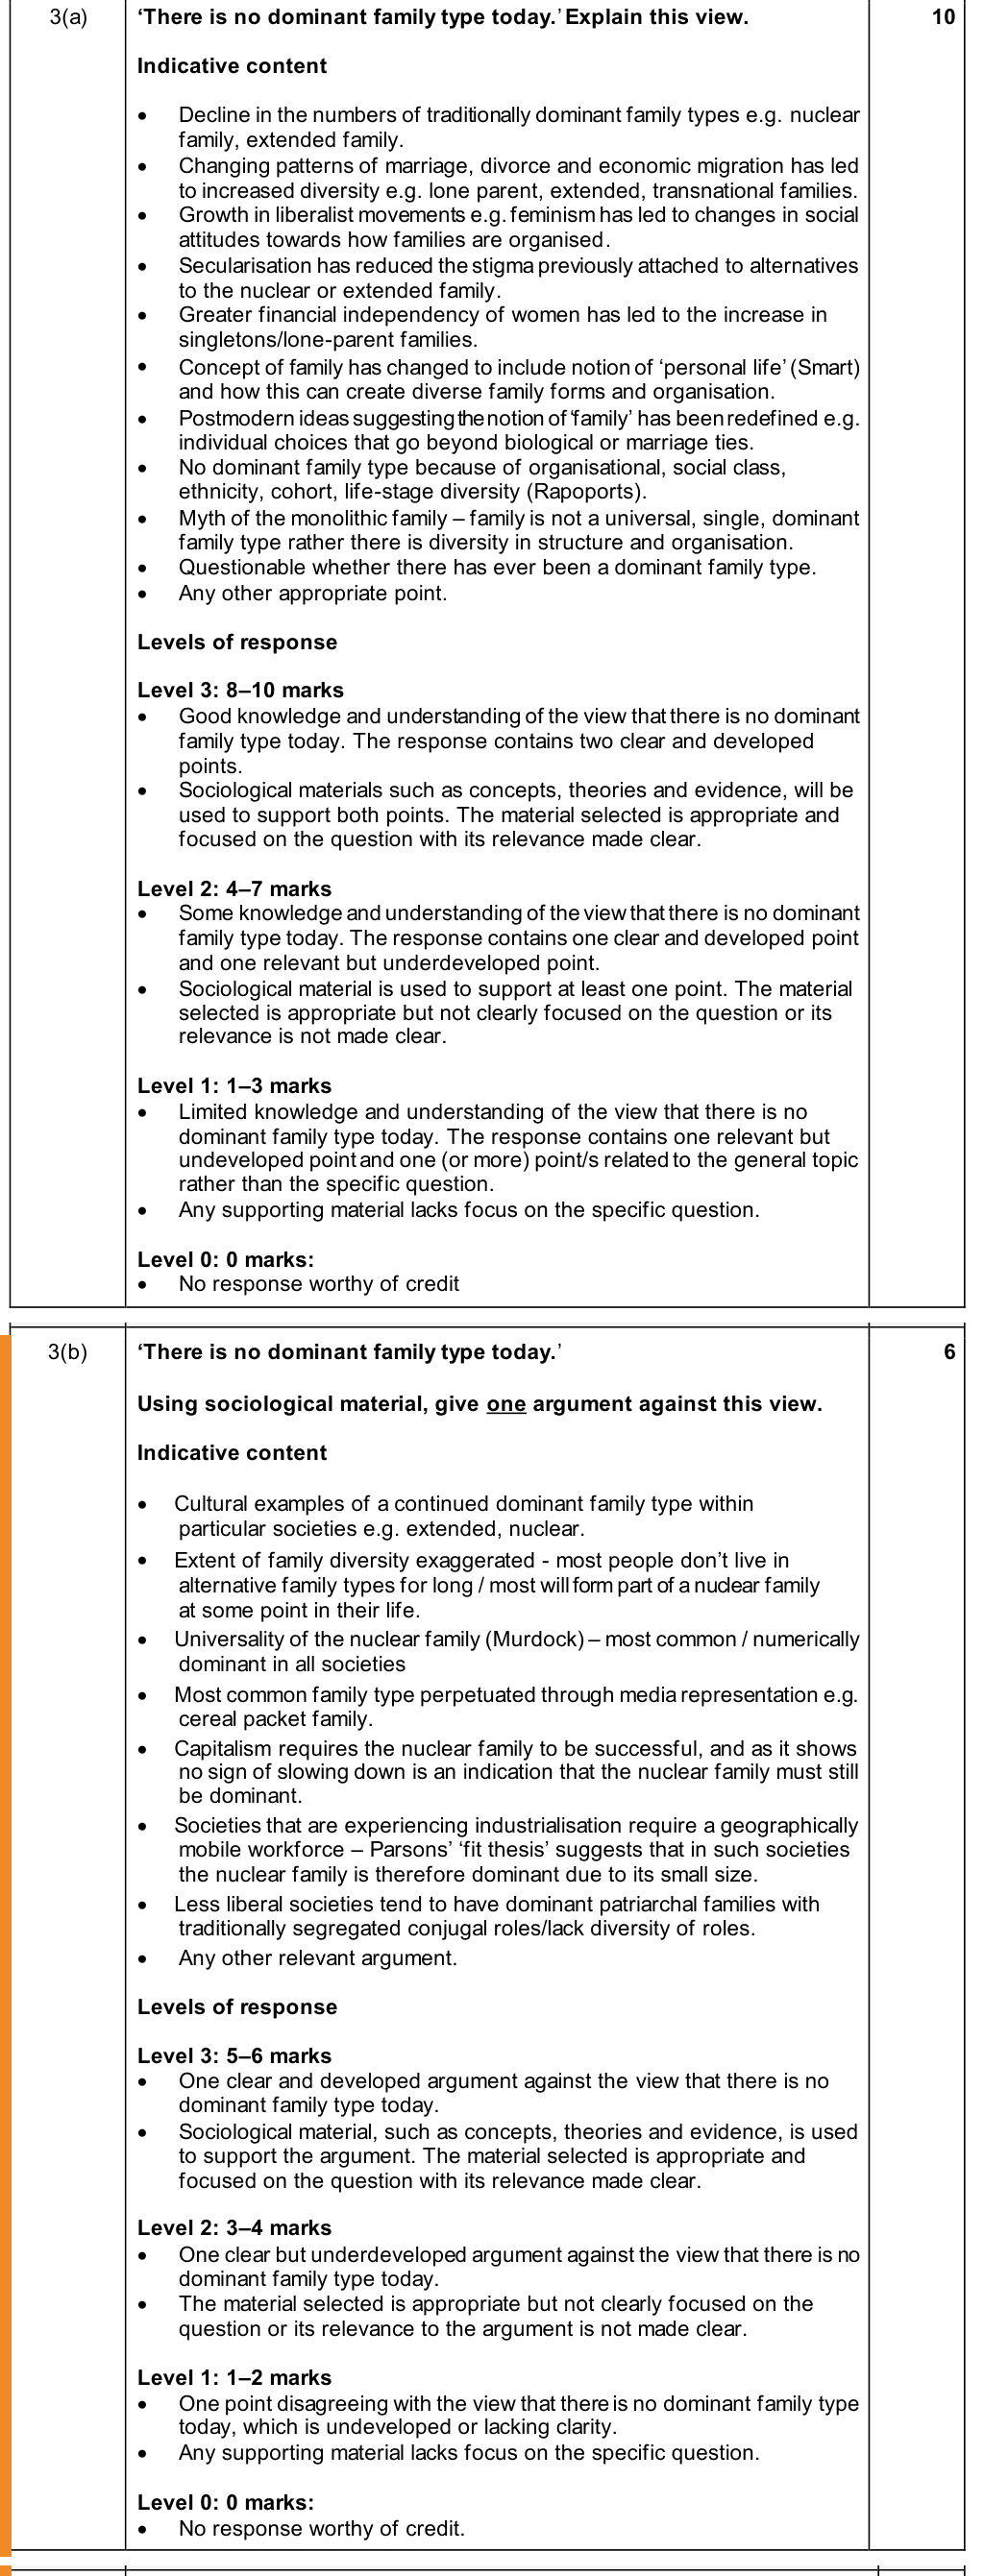 3(a) ‘There is no dominant family type today.’ Explain this view. 10
Indicative content
• Decline in the numbers of traditionally dominant family types e.g. nuclear
family, extended family.
• Changing patterns of marriage, divorce and economic migration has led
to increased diversity e.g. lone parent, extended, transnational families.
• Growth in liberalist movements e.g. feminism has led to changes in social
attitudes towards how families are organised.
• Secularisation has reduced the stigma previously attached to alternatives
to the nuclear or extended family.
• Greater financial independency of women has led to the increase in
singletons/lone-parent families.
• Concept of family has changed to include notion of ‘personal life’ (Smart)
and how this can create diverse family forms and organisation.
• Postmodern ideas suggesting the notion of ‘family’ has been redefined e.g.
individual choices that go beyond biological or marriage ties.
• No dominant family type because of organisational, social class,
ethnicity, cohort, life-stage diversity (Rapoports).
• Myth of the monolithic family – family is not a universal, single, dominant
family type rather there is diversity in structure and organisation.
• Questionable whether there has ever been a dominant family type.
• Any other appropriate point.
Levels of response
Level 3: 8–10 marks
• Good knowledge and understanding of the view that there is no dominant
family type today. The response contains two clear and developed
points.
• Sociological materials such as concepts, theories and evidence, will be
used to support both points. The material selected is appropriate and
focused on the question with its relevance made clear.
Level 2: 4–7 marks
• Some knowledge and understanding of the view that there is no dominant
family type today. The response contains one clear and developed point
and one relevant but underdeveloped point.
• Sociological material is used to support at least one point. The material
selected is appropriate but not clearly focused on the question or its
relevance is not made clear.
Level 1: 1–3 marks
• Limited knowledge and understanding of the view that there is no
dominant family type today. The response contains one relevant but
undeveloped point and one (or more) point/s related to the general topic
rather than the specific question.
• Any supporting material lacks focus on the specific question.
Level 0: 0 marks:
• No response worthy of credit
3(b) ‘There is no dominant family type today.’ 6
Using sociological material, give one argument against this view.
Indicative content
• Cultural examples of a continued dominant family type within
particular societies e.g. extended, nuclear.
• Extent of family diversity exaggerated - most people don’t live in
alternative family types for long / most will form part of a nuclear family
at some point in their life.
• Universality of the nuclear family (Murdock) – most common / numerically
dominant in all societies
• Most common family type perpetuated through media representation e.g.
cereal packet family.
• Capitalism requires the nuclear family to be successful, and as it shows
no sign of slowing down is an indication that the nuclear family must still
be dominant.
• Societies that are experiencing industrialisation require a geographically
mobile workforce – Parsons’ ‘fit thesis’ suggests that in such societies
the nuclear family is therefore dominant due to its small size.
• Less liberal societies tend to have dominant patriarchal families with
traditionally segregated conjugal roles/lack diversity of roles.
• Any other relevant argument.
Levels of response
Level 3: 5–6 marks
• One clear and developed argument against the view that there is no
dominant family type today.
• Sociological material, such as concepts, theories and evidence, is used
to support the argument. The material selected is appropriate and
focused on the question with its relevance made clear.
Level 2: 3–4 marks
• One clear but underdeveloped argument against the view that there is no
dominant family type today.
• The material selected is appropriate but not clearly focused on the
question or its relevance to the argument is not made clear.
Level 1: 1–2 marks
• One point disagreeing with the view that there is no dominant family type
today, which is undeveloped or lacking clarity.
• Any supporting material lacks focus on the specific question.
Level 0: 0 marks:
• No response worthy of credit.